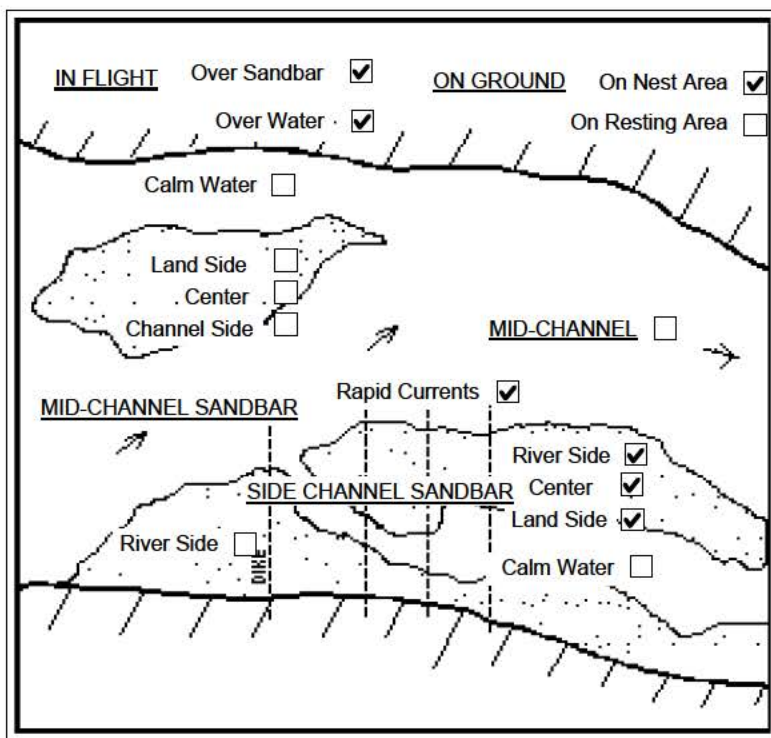 IN FLIGHT Over Sandbar ON GROUND On Nest Area
Over Water On Resting Area
Calm Water
Land Side
Center
Channel Side
MID-CHANNEL
Rapid Currents
MID-CHANNEL SANDBAR
River Side
SIDE CHANNEL SANDBAR Center
Land Side
River Side
DIKE
Calm Water